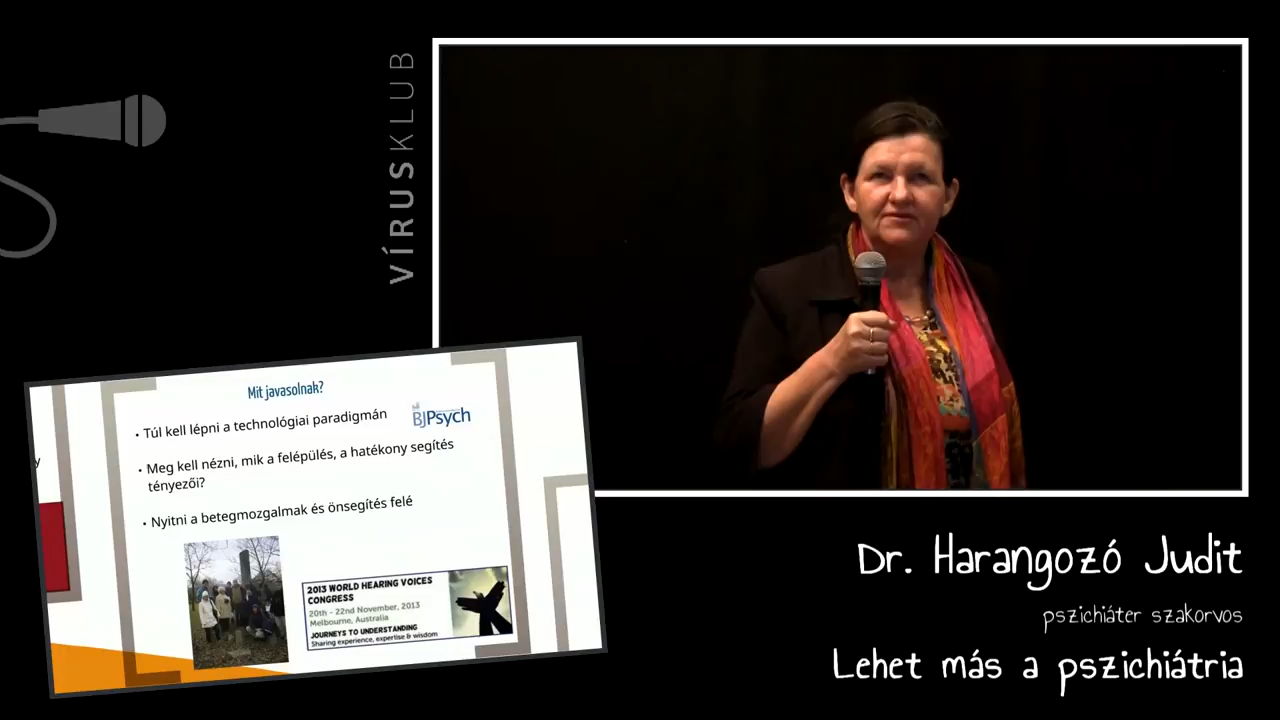 VÍRUSKLUB
Mit javasolnak?
• Túl kell lépni a technológiai paradigmán
BJPsych
• Meg kell nézni, mik a felépülés, a hatékony segítés
tényezői?
• Nyitni a betegmozgalmak és önsegítés felé
2013 WORLD HEARING VOICES
CONGRESS
20th - 22nd November, 2013
Melbourne, Australia
JOURNEYS TO UNDERSTANDING
Sharing experience, expertise & wisdom
Dr. Harangozó Judit
pszichiáter szakorvos
Lehet más a pszichiátria